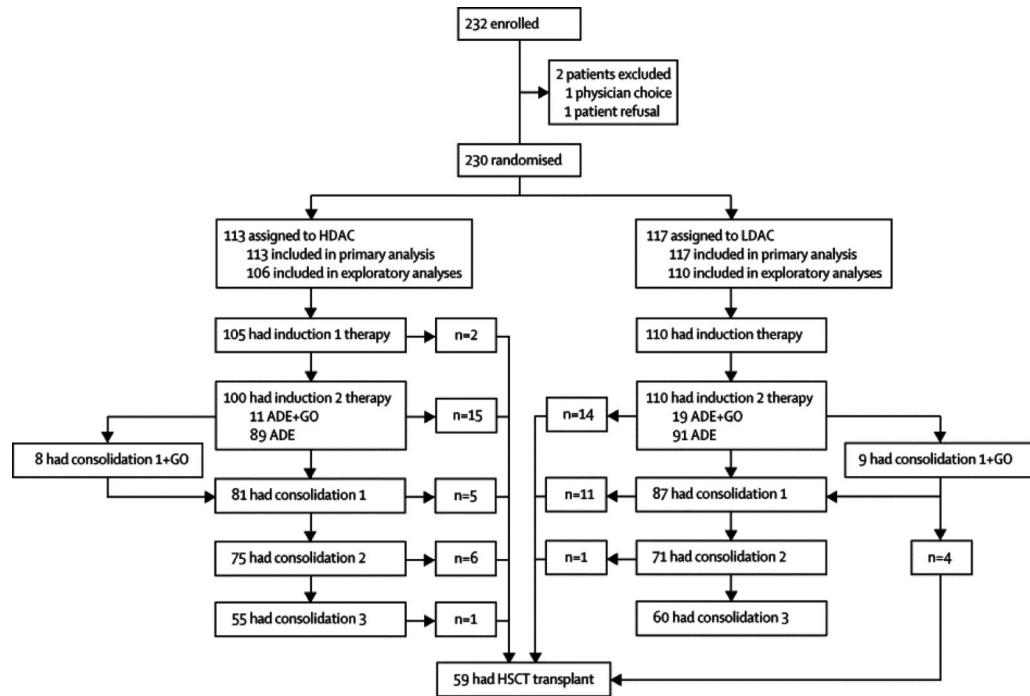 232 enrolled
2 patients excluded
1 physician choice
1 patient refusal
230 randomised
113 assigned to HDAC
113 included in primary analysis
106 included in exploratory analyses
117 assigned to LDAC
117 included in primary analysis
110 included in exploratory analyses
105 had induction 1 therapy
n=2
110 had induction therapy
100 had induction 2 therapy
11 ADE+GO
89 ADE
n=15
n=14
110 had induction 2 therapy
19 ADE+GO
91 ADE
8 had consolidation 1+GO
9 had consolidation 1+GO
81 had consolidation 1
n=5
n=11
87 had consolidation 1
75 had consolidation 2
n=6
n=1
71 had consolidation 2
n=4
55 had consolidation 3
n=1
60 had consolidation 3
59 had HSCT transplant